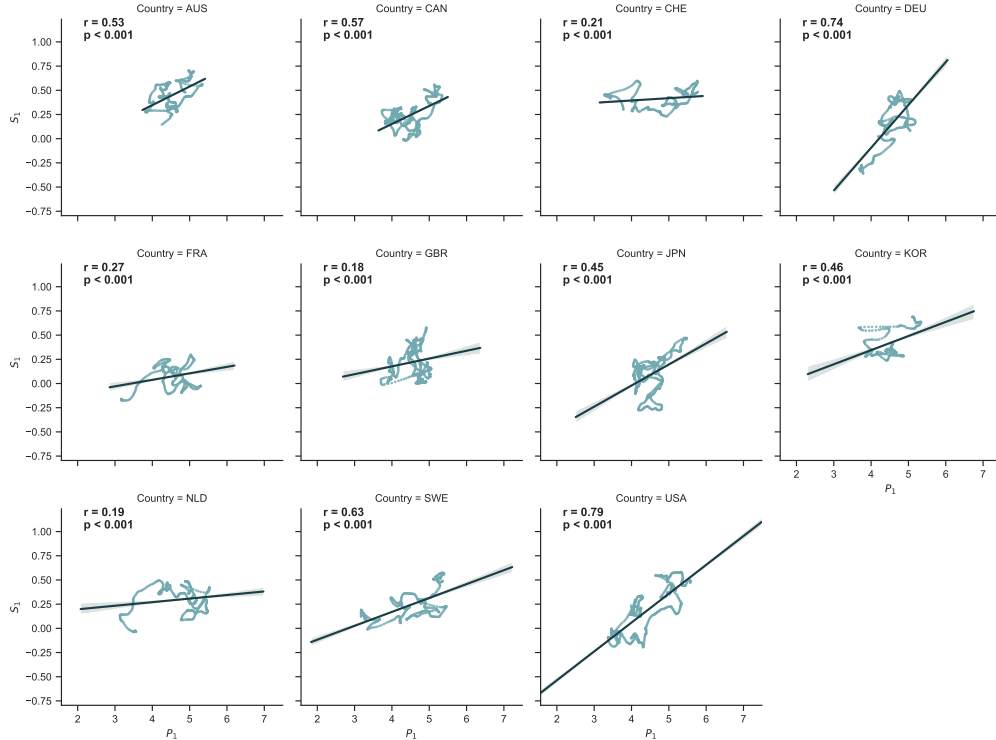 Country = AUS
Country = CAN
Country = CHE
Country = DEU
r = 0.53
p < 0.001
r = 0.57
p < 0.001
r = 0.21
p < 0.001
r = 0.74
p < 0.001
1.00
0.75
0.50
0.25
0.00
−0.25
−0.50
−0.75
S1
Country = FRA
Country = GBR
Country = JPN
Country = KOR
r = 0.27
p < 0.001
r = 0.18
p < 0.001
r = 0.45
p < 0.001
r = 0.46
p < 0.001
1.00
0.75
0.50
0.25
0.00
−0.25
−0.50
−0.75
S1
2 3 4 5 6 7
P1
Country = NLD
Country = SWE
Country = USA
r = 0.19
p < 0.001
r = 0.63
p < 0.001
r = 0.79
p < 0.001
1.00
0.75
0.50
0.25
0.00
−0.25
−0.50
−0.75
S1
2 3 4 5 6 7
P1
2 3 4 5 6 7
P1
2 3 4 5 6 7
P1